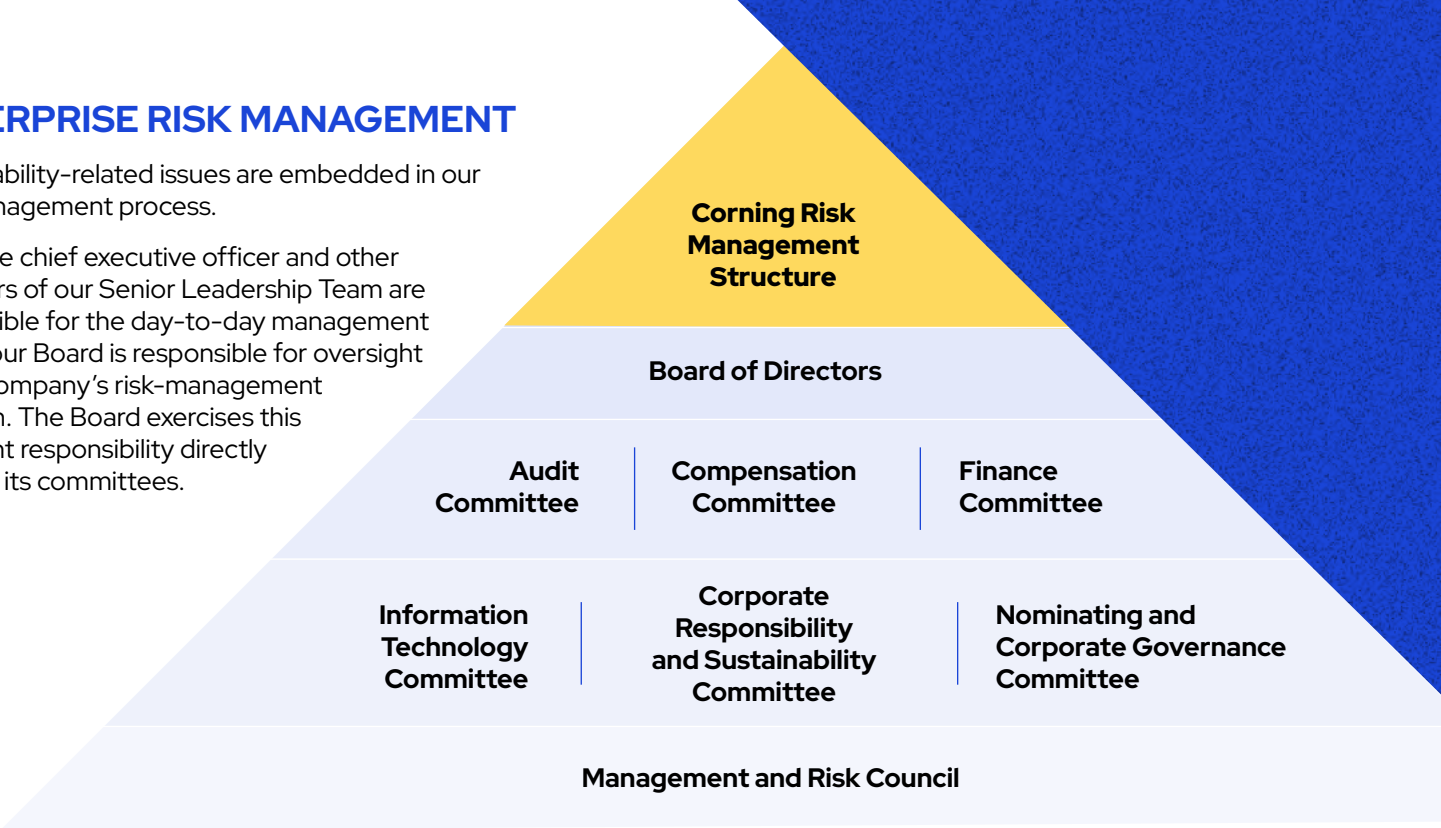 ERPRISE RISK MANAGEMENT
ability-related issues are embedded in our
nagement process.
e chief executive officer and other
rs of our Senior Leadership Team are
ible for the day-to-day management
our Board is responsible for oversight
ompany's risk-management
. The Board exercises this
nt responsibility directly
its committees.
Corning Risk
Management
Structure
Board of Directors
Audit
Committee
Compensation
Committee
Finance
Committee
Information
Technology
Committee
Corporate
Responsibility
and Sustainability
Committee
Nominating and
Corporate Governance
Committee
Management and Risk Council